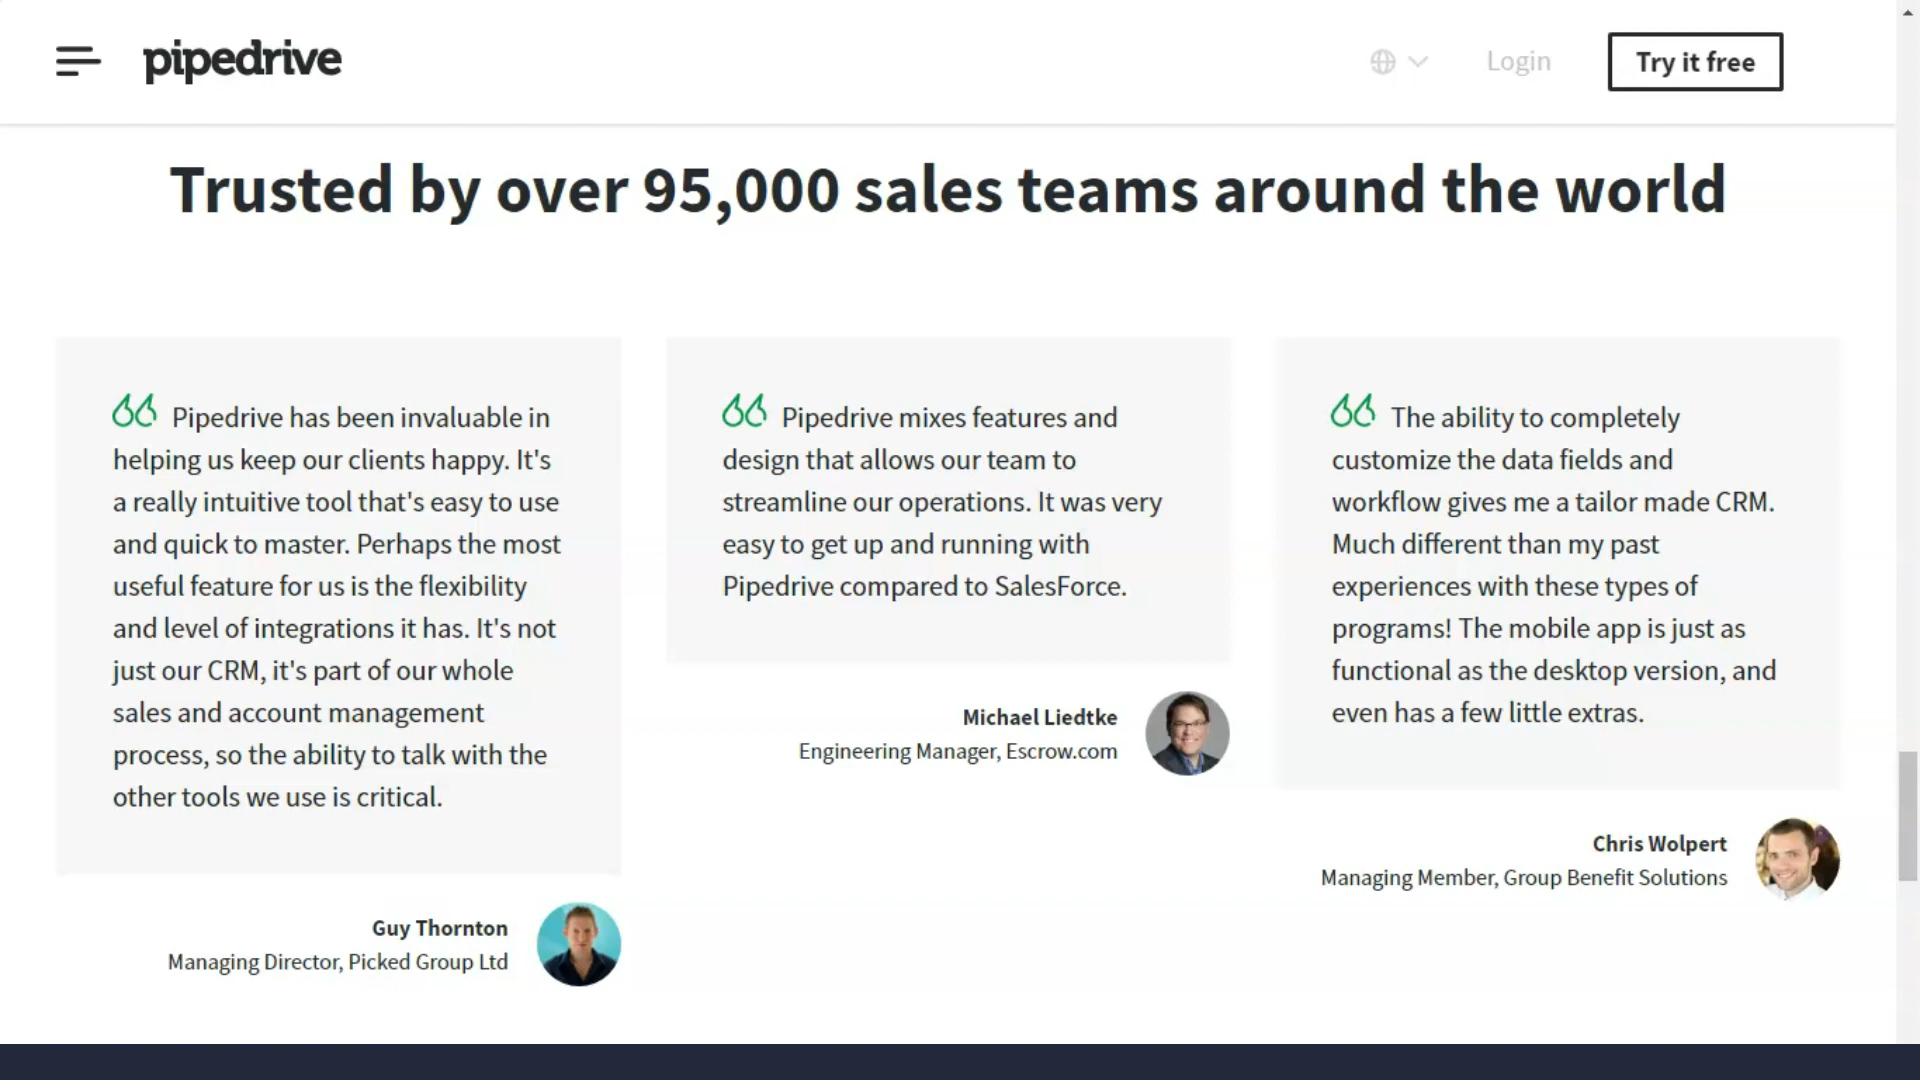 pipedrive
Login
Try it free
Trusted by over 95,000 sales teams around the world
Pipedrive has been invaluable in
helping us keep our clients happy. It's
a really intuitive tool that's easy to use
and quick to master. Perhaps the most
useful feature for us is the flexibility
and level of integrations it has. It's not
just our CRM, it's part of our whole
sales and account management
process, so the ability to talk with the
other tools we use is critical.
Guy Thornton
Managing Director, Picked Group Ltd
Pipedrive mixes features and
design that allows our team to
streamline our operations. It was very
easy to get up and running with
Pipedrive compared to SalesForce.
Michael Liedtke
Engineering Manager, Escrow.com
The ability to completely
customize the data fields and
workflow gives me a tailor made CRM.
Much different than my past
experiences with these types of
programs! The mobile app is just as
functional as the desktop version, and
even has a few little extras.
Chris Wolpert
Managing Member, Group Benefit Solutions